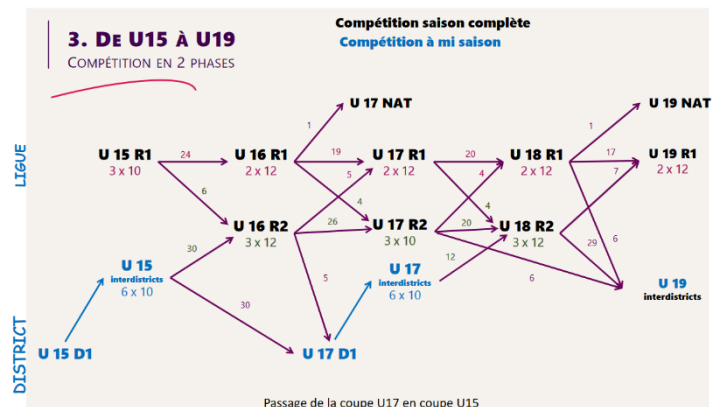 3. DE U15 À U19
COMPÉTITION EN 2 PHASES
Compétition saison complète
Compétition à mi saison
LIGUE
DISTRICT
1
U 17 NAT
1
U 19 NAT
U 15 R1
3 x 10
24
U 16 R1
2 x 12
19
U 17 R1
2 x 12
20
U 18 R1
2 x 12
17
U 19 R1
2 x 12
6
5
4
4
4
7
U 16 R2
3 x 12
26
U 17 R2
3 x 10
20
U 18 R2
3 x 12
29
6
30
U 15
interdistricts
6 x 10
30
5
U 17
interdistricts
6 x 10
12
6
U 19
interdistricts
U 15 D1
U 17 D1
Passage de la coupe U17 en coupe U15